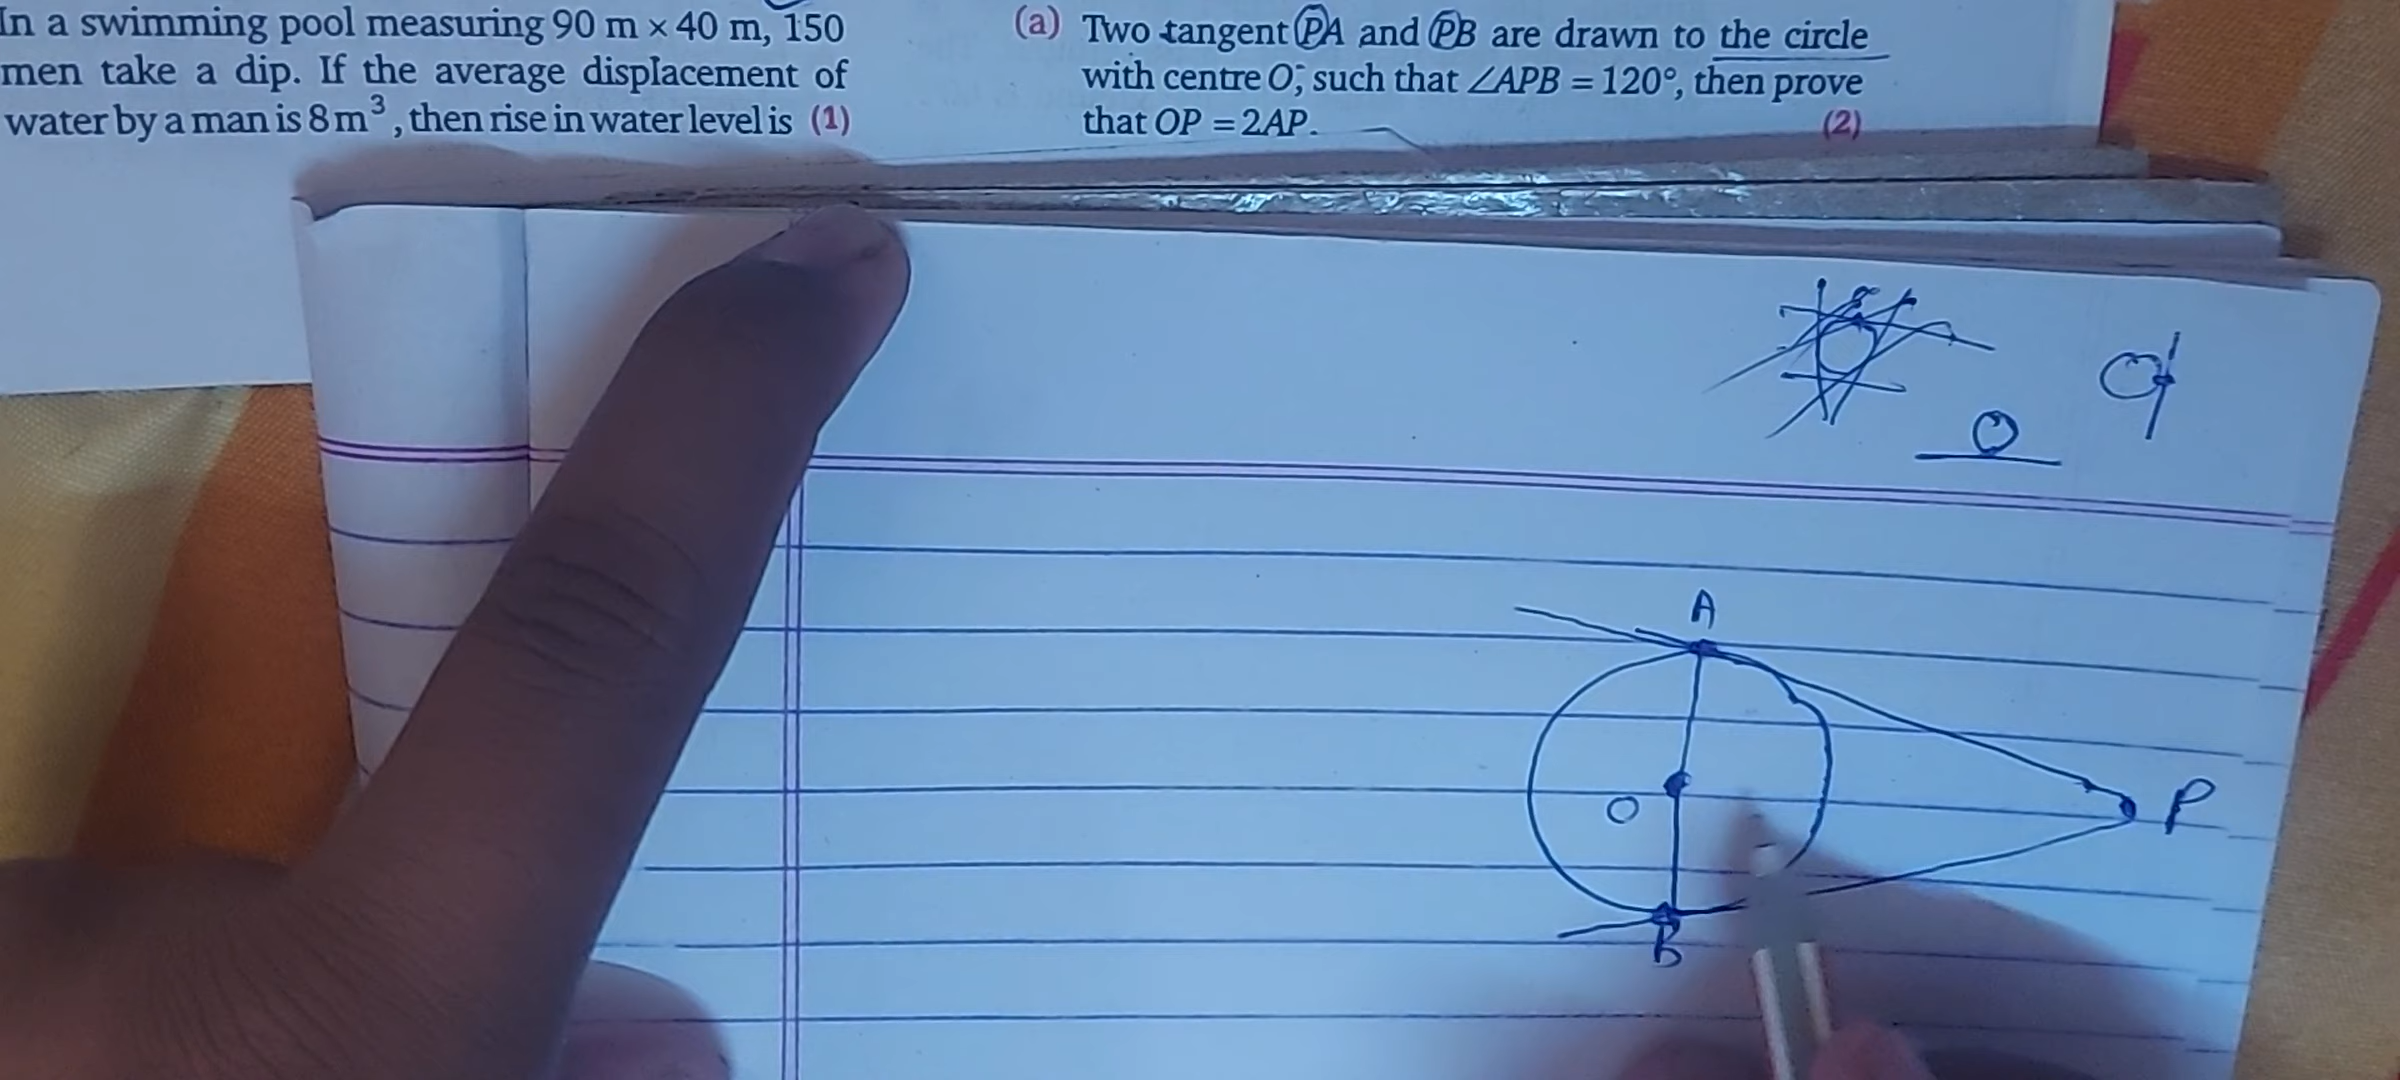 In a swimming pool measuring 90 m × 40 m, 150
men take a dip. If the average displacement of
water by a man is 8 m³, then rise in water level is (1)
(a) Two tangent PA and PB are drawn to the circle
with centre O, such that ∠APB = 120°, then prove
that OP = 2AP. (2)
A
O
P
B